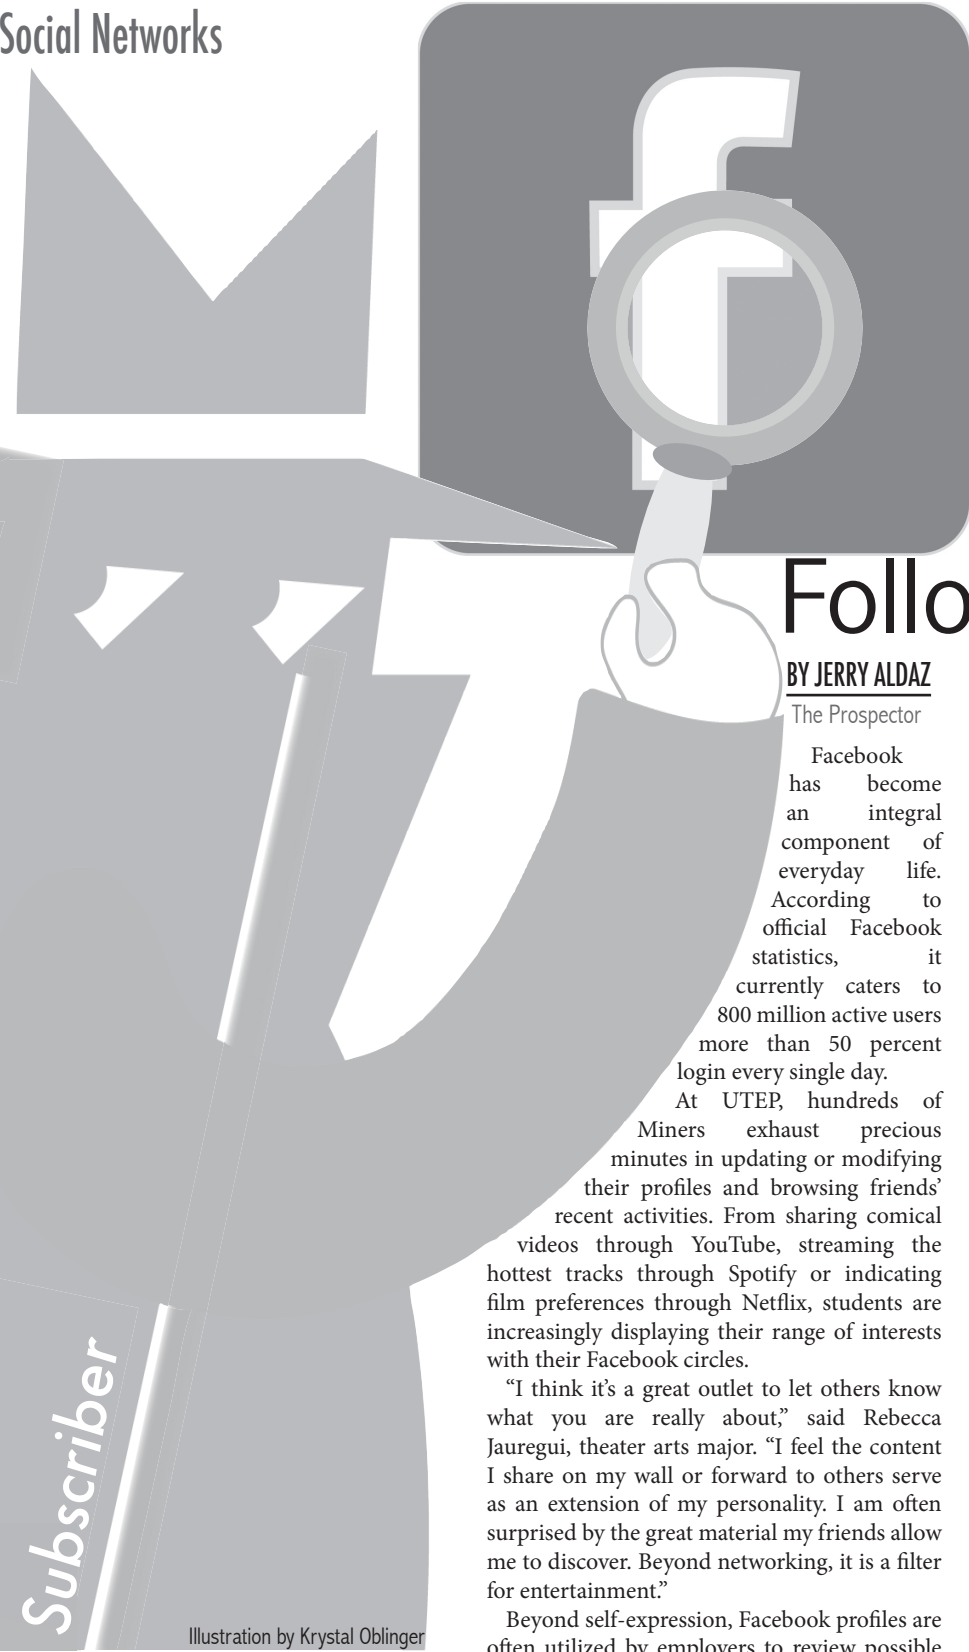 Social Networks
f
Follo
BY JERRY ALDAZ
The Prospector
Facebook
has become
an integral
component of
everyday life.
According to
official Facebook
statistics, it
currently caters to
800 million active users
more than 50 percent
login every single day.
At UTEP, hundreds of
Miners exhaust precious
minutes in updating or modifying
their profiles and browsing friends’
recent activities. From sharing comical
videos through YouTube, streaming the
hottest tracks through Spotify or indicating
film preferences through Netflix, students are
increasingly displaying their range of interests
with their Facebook circles.
“I think it’s a great outlet to let others know
what you are really about,” said Rebecca
Jauregui, theater arts major. “I feel the content
I share on my wall or forward to others serve
as an extension of my personality. I am often
surprised by the great material my friends allow
me to discover. Beyond networking, it is a filter
for entertainment.”
Beyond self-expression, Facebook profiles are
often utilized by employers to review possible
Subscriber
Illustration by Krystal Oblinger